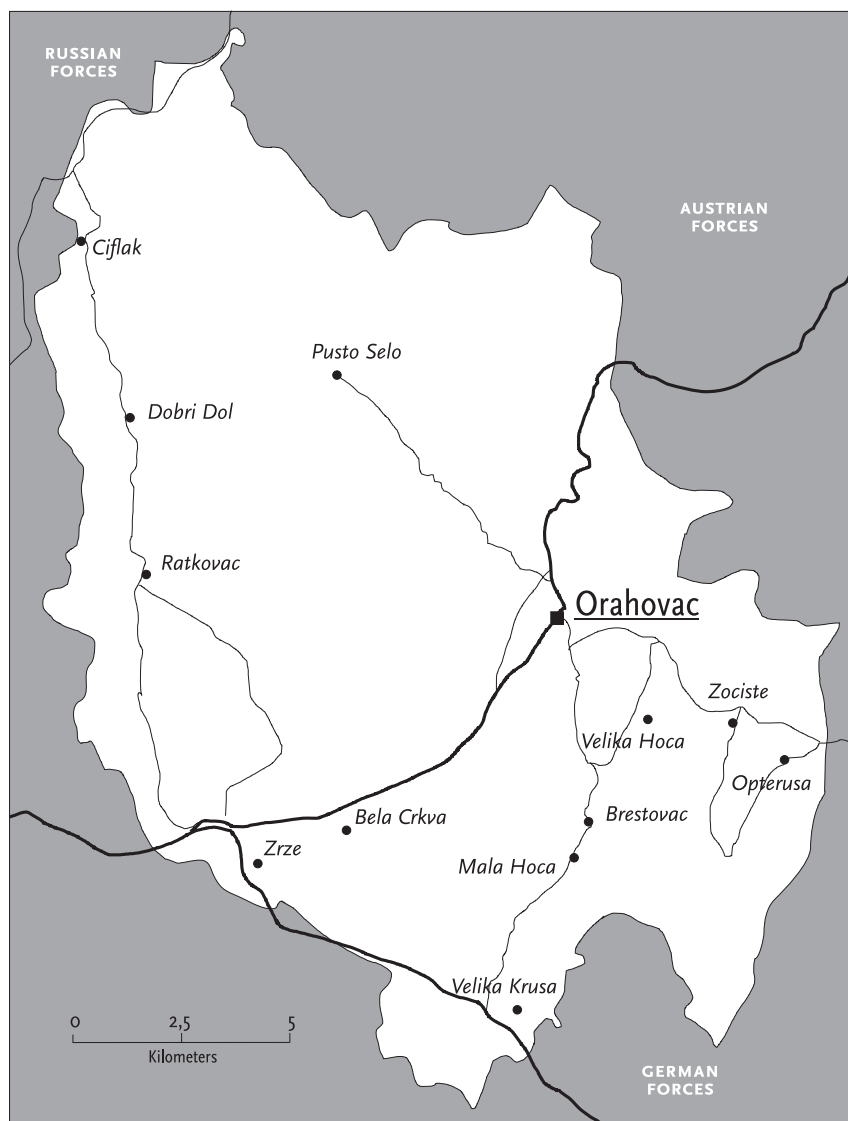 RUSSIAN
FORCES
AUSTRIAN
FORCES
Ciflak
Pusto Selo
Dobri Dol
Ratkovac
Orahovac
Zociste
Velika Hoca
Opterusa
Bela Crkva
Brestovac
Zrze
Mala Hoca
Velika Krusa
0 2,5 5
Kilometers
GERMAN
FORCES